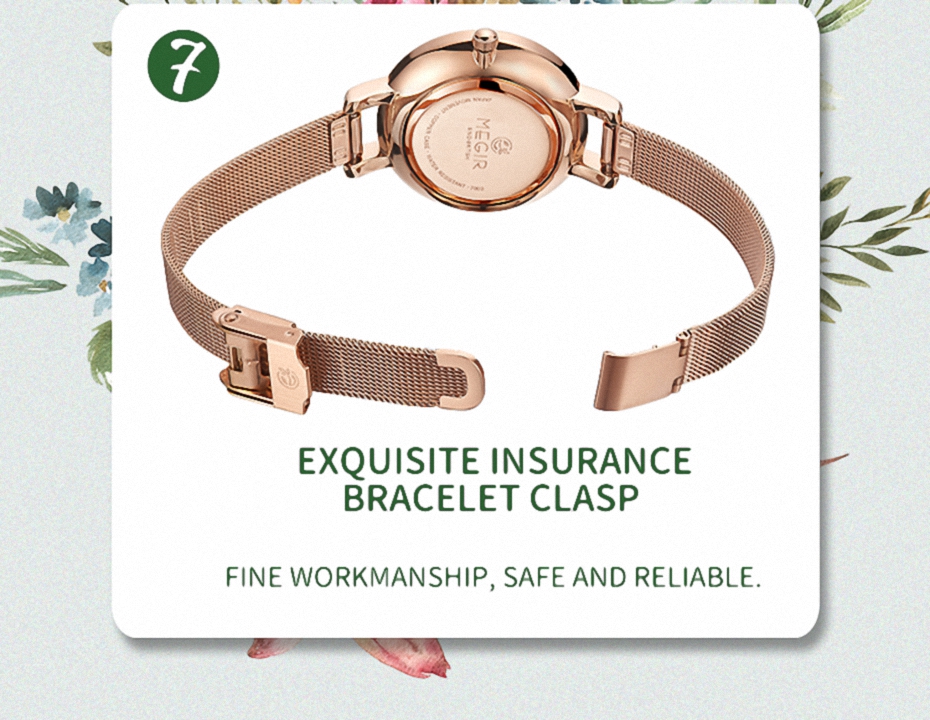 7
MEGIR
EXQUISITE INSURANCE
BRACELET CLASP
FINE WORKMANSHIP, SAFE AND RELIABLE.